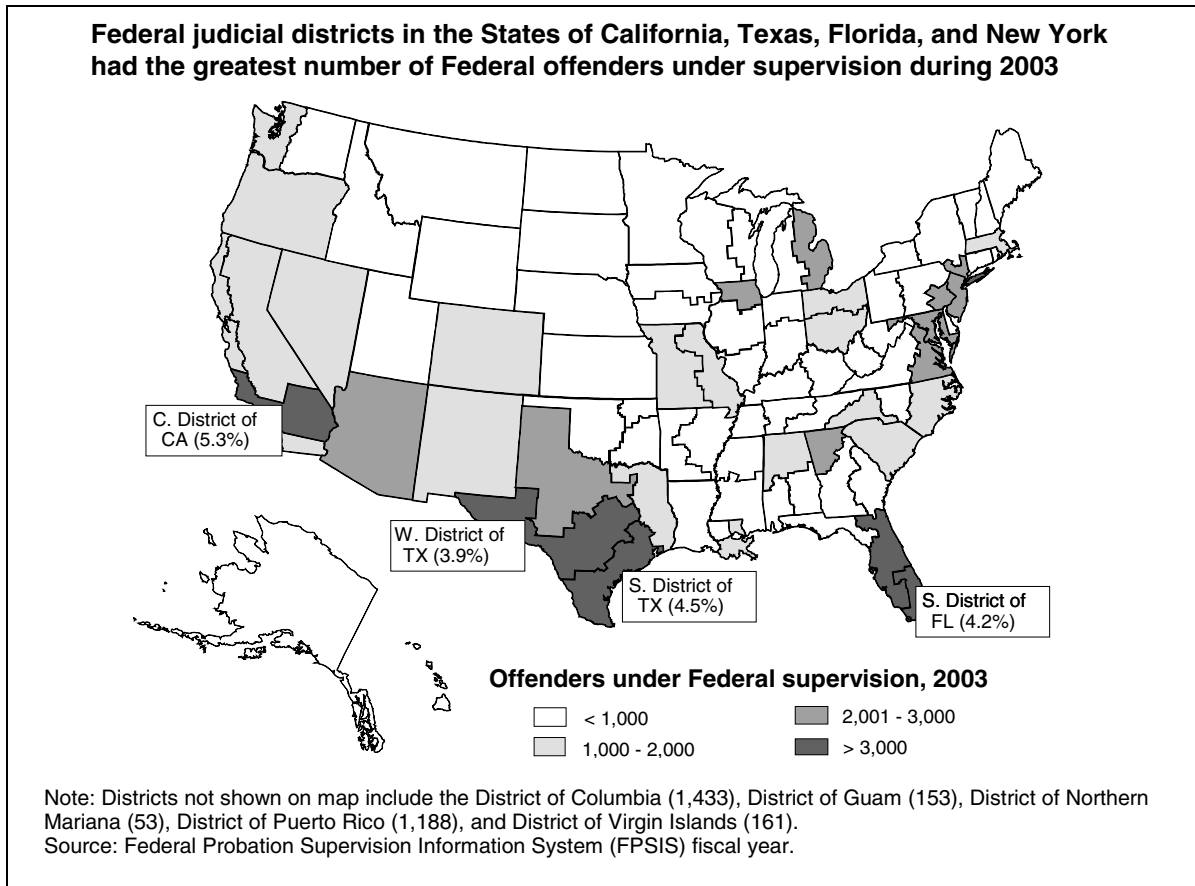 Federal judicial districts in the States of California, Texas, Florida, and New York
had the greatest number of Federal offenders under supervision during 2003
C. District of
CA (5.3%)
W. District of
TX (3.9%)
S. District of
TX (4.5%)
S. District of
FL (4.2%)
Offenders under Federal supervision, 2003
< 1,000
2,001 - 3,000
1,000 - 2,000
> 3,000
Note: Districts not shown on map include the District of Columbia (1,433), District of Guam (153), District of Northern
Mariana (53), District of Puerto Rico (1,188), and District of Virgin Islands (161).
Source: Federal Probation Supervision Information System (FPSIS) fiscal year.